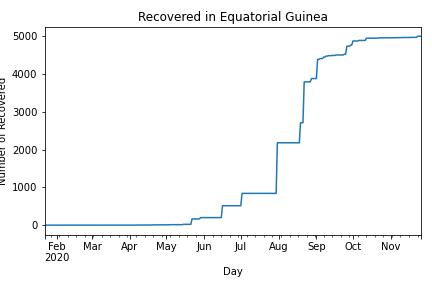 Recovered in Equatorial Guinea
Number of Recovered
5000
4000
3000
2000
1000
0
Feb Mar Apr May Jun Jul Aug Sep Oct Nov
2020
Day